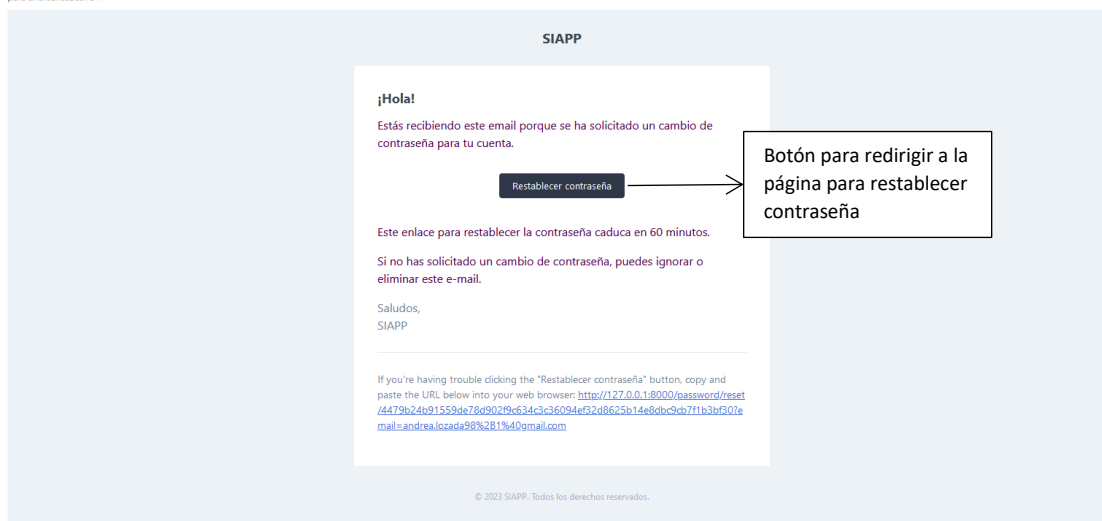 SIAPP
¡Hola!
Estás recibiendo este email porque se ha solicitado un cambio de
contraseña para tu cuenta.
Restablecer contraseña
Botón para redirigir a la
página para restablecer
contraseña
Este enlace para restablecer la contraseña caduca en 60 minutos.
Si no has solicitado un cambio de contraseña, puedes ignorar o
eliminar este e-mail.
Saludos,
SIAPP
If you're having trouble clicking the "Restablecer contraseña" button, copy and
paste the URL below into your web browser: http://127.0.0.1:8000/password/reset
/4479b24b91559de78d902f9c634c3c36094ef32d8625b14e8dbc9cb7f1b3bf30?e
mail=andrea.lozada98%2B1%40gmail.com
© 2023 SIAPP. Todos los derechos reservados.